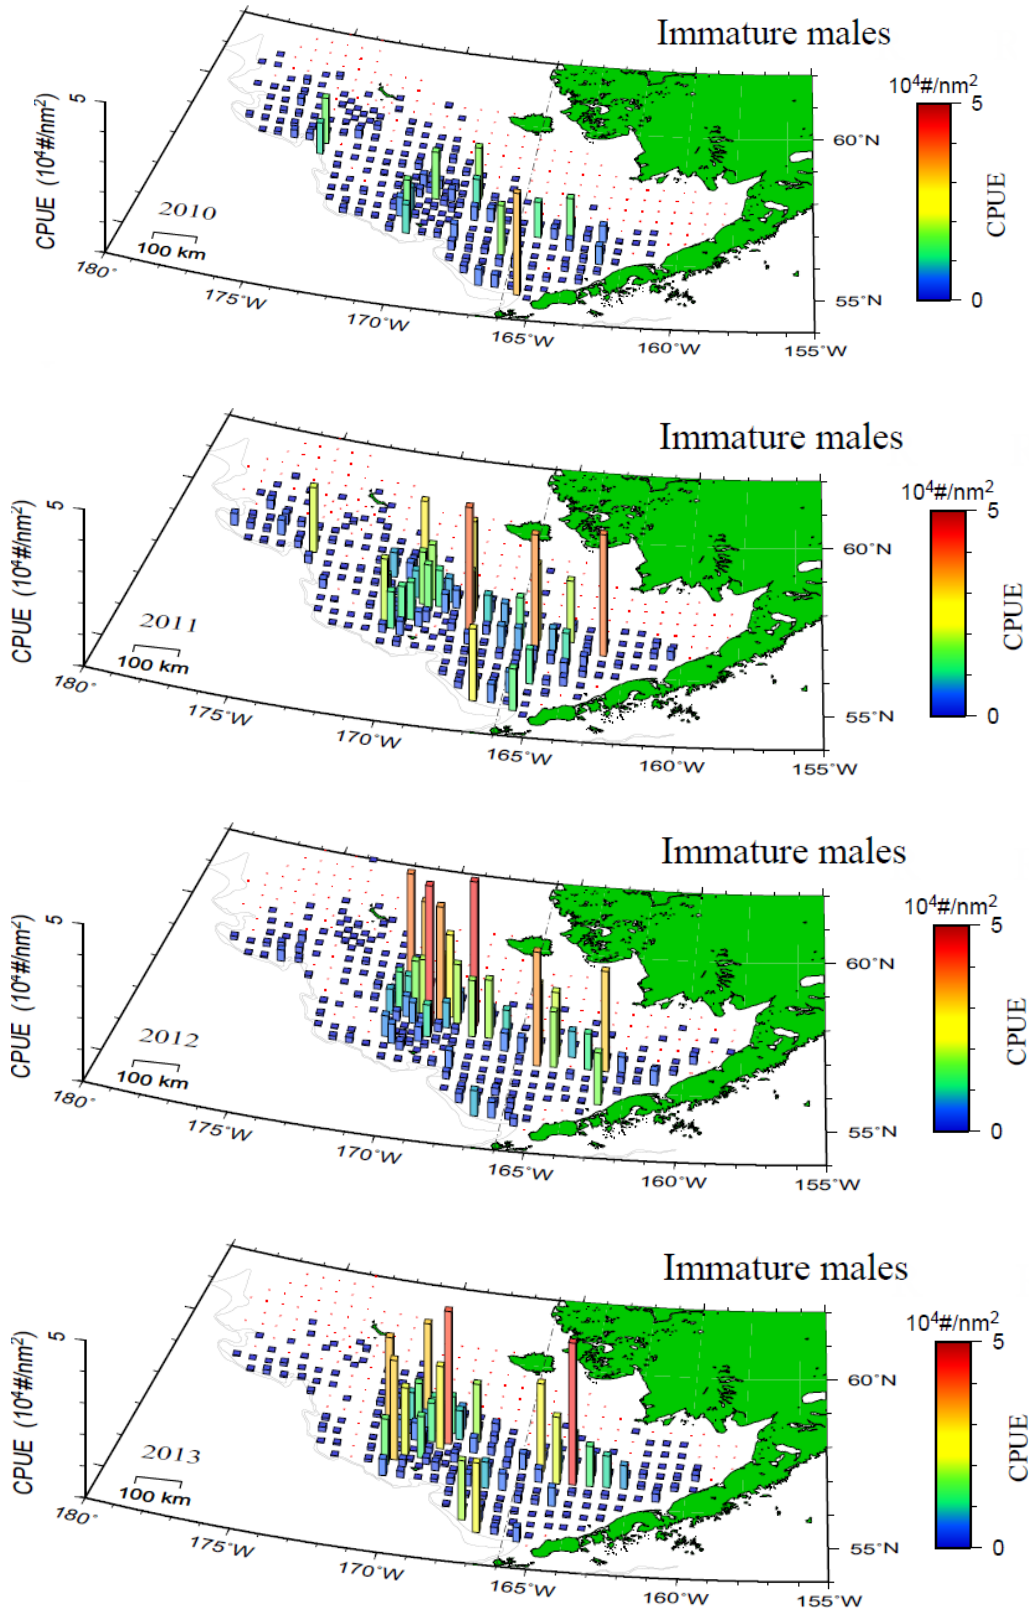 Immature males
10⁴#/nm²
5
60°N
CPUE (10⁴#/nm²)
5
CPUE
2010
100 km
0
180°
175°W
55°N
170°W
165°W
160°W
155°W
Immature males
10⁴#/nm²
5
5
60°N
CPUE (10⁴#/nm²)
CPUE
2011
100 km
180°
0
55°N
175°W
170°W
165°W
160°W
155°W
Immature males
10⁴#/nm²
5
5
60°N
CPUE (10⁴#/nm²)
CPUE
2012
100 km
180°
0
55°N
175°W
170°W
165°W
160°W
155°W
Immature males
10⁴#/nm²
5
5
60°N
CPUE (10⁴#/nm²)
CPUE
2013
100 km
180°
0
55°N
175°W
170°W
165°W
160°W
155°W